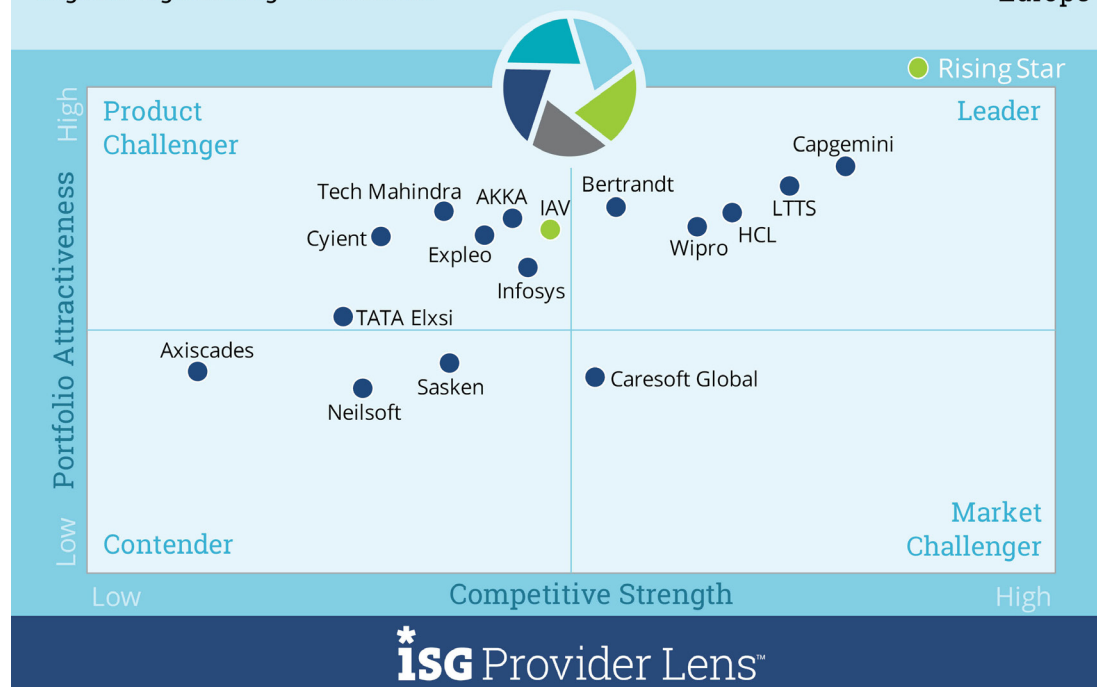 Europe
Rising Star
High
Product
Challenger
Leader
Capgemini
Tech Mahindra
AKKA
IAV
Bertrandt
LTTS
Cyient
Expleo
Wipro
HCL
Infosys
TATA Elxsi
Axiscades
Sasken
Caresoft Global
Neilsoft
Portfolio Attractiveness
Market
Challenger
Contender
Low
Low
Competitive Strength
High
*ISG Provider Lens™